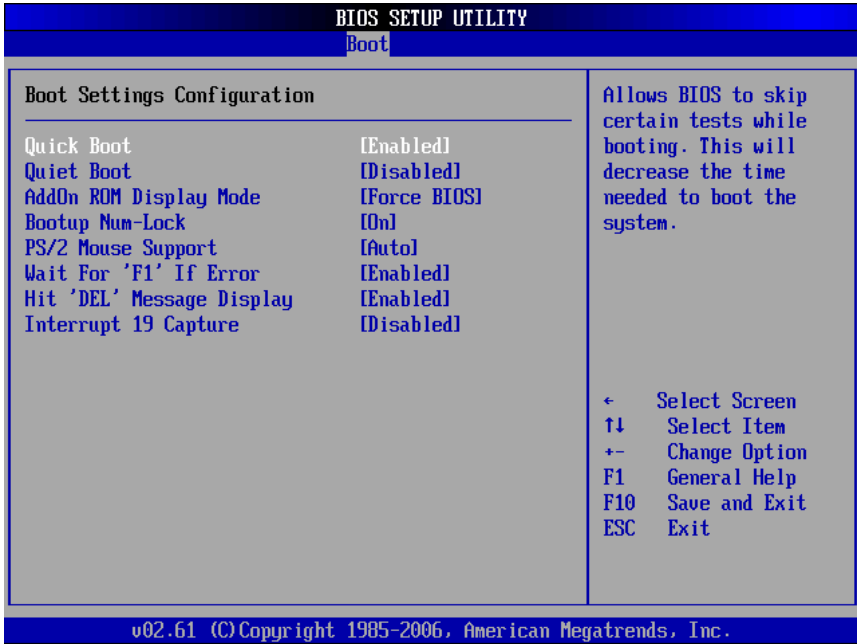 BIOS SETUP UTILITY
Boot
Boot Settings Configuration
Quick Boot [Enabled]
Quiet Boot [Disabled]
AddOn ROM Display Mode [Force BIOS]
Bootup Num-Lock [On]
PS/2 Mouse Support [Auto]
Wait For 'F1' If Error [Enabled]
Hit 'DEL' Message Display [Enabled]
Interrupt 19 Capture [Disabled]
Allows BIOS to skip
certain tests while
booting. This will
decrease the time
needed to boot the
system.
← Select Screen
↑↓ Select Item
+- Change Option
F1 General Help
F10 Save and Exit
ESC Exit
v02.61 (C)Copyright 1985-2006, American Megatrends, Inc.